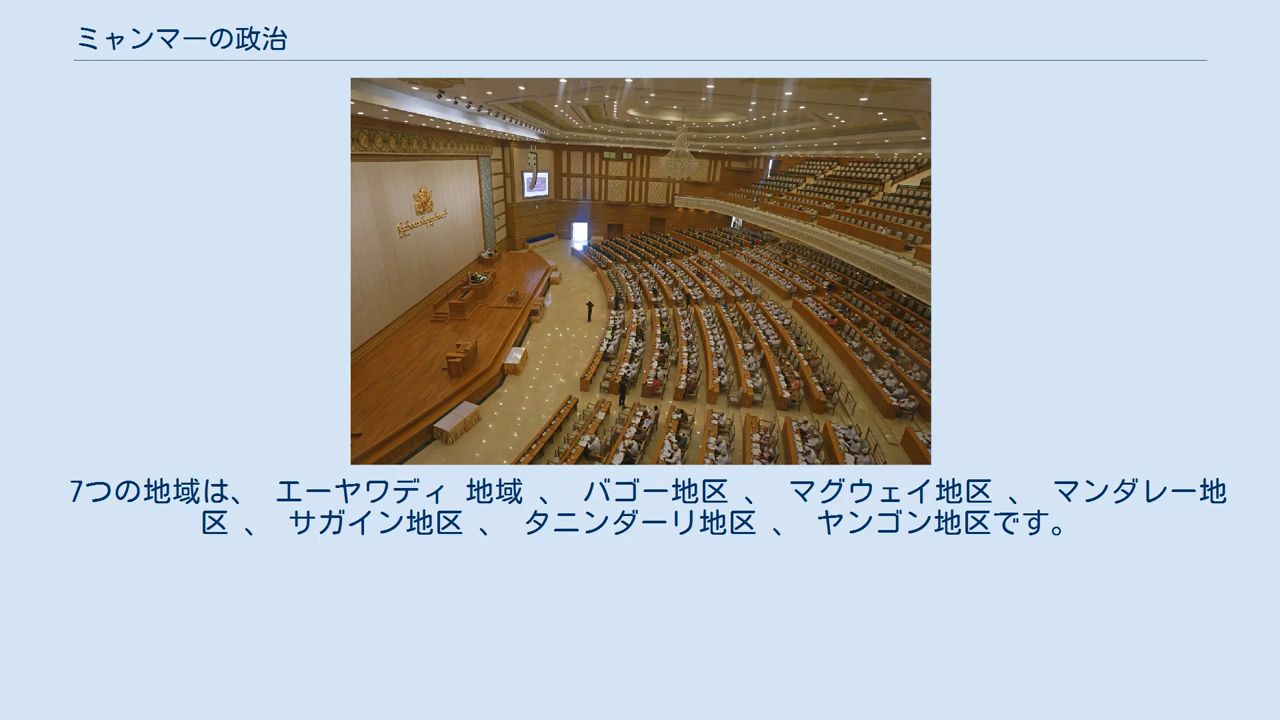 ミャンマーの政治
7つの地域は、 エーヤワディ 地域 、 バゴー地区 、 マグウェイ地区 、 マンダレー地
区 、 サガイン地区 、 タニンダーリ地区 、 ヤンゴン地区です。